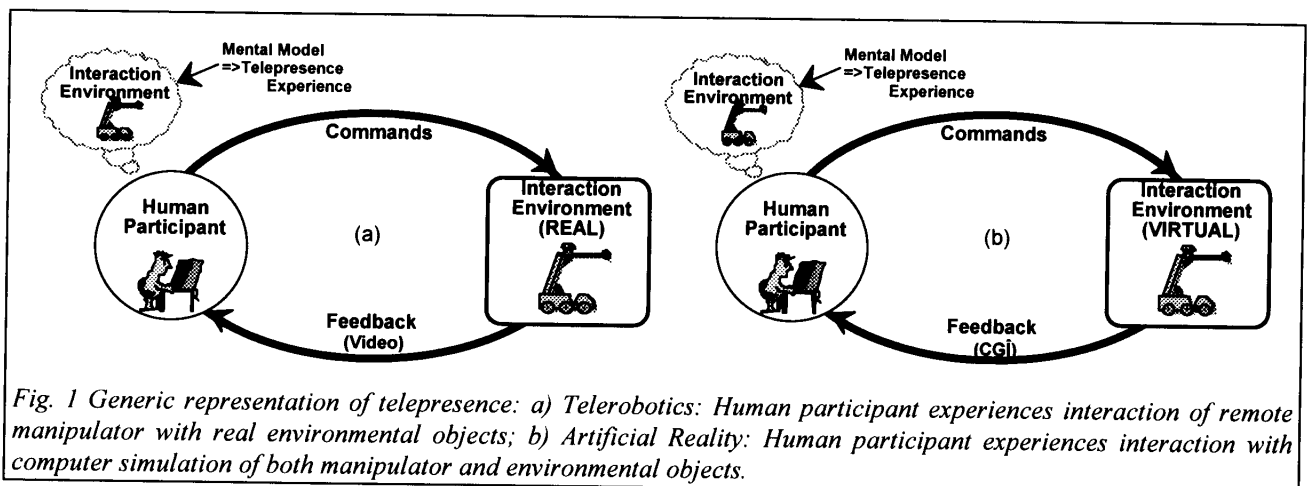 Mental Model
=>Telepresence
Experience
Interaction
Environment
Commands
Human
Participant
(a)
Interaction
Environment
(REAL)
Feedback
(Video)
Mental Model
=>Telepresence
Experience
Interaction
Environment
Commands
Human
Participant
(b)
Interaction
Environment
(VIRTUAL)
Feedback
(CGI)
Fig. 1 Generic representation of telepresence: a) Telerobotics: Human participant experiences interaction of remote
manipulator with real environmental objects; b) Artificial Reality: Human participant experiences interaction with
computer simulation of both manipulator and environmental objects.